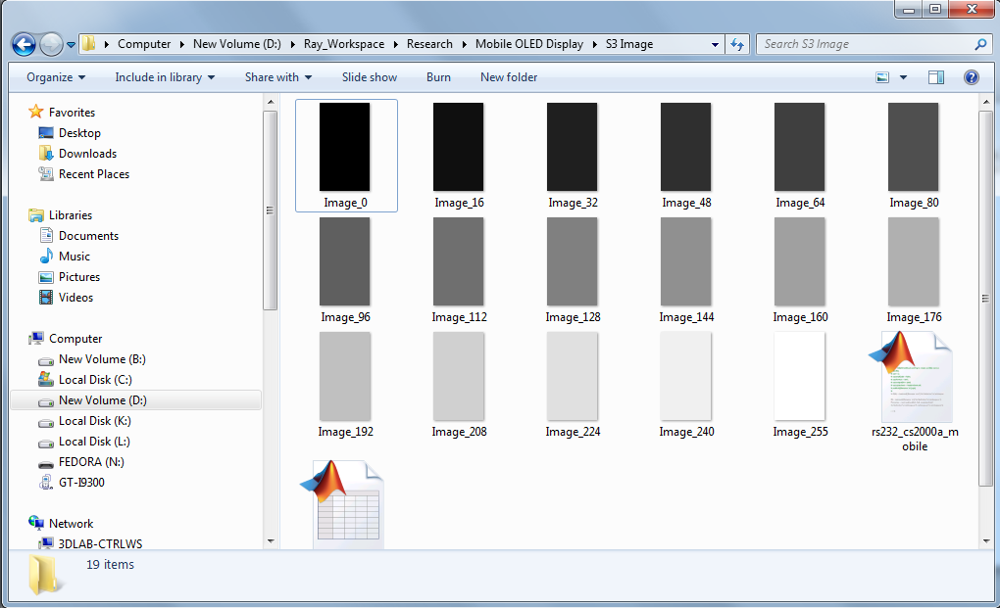 Computer New Volume (D:) Ray_Workspace Research Mobile OLED Display S3 Image Search S3 Image
Organize Include in library Share with Slide show Burn New folder
Favorites
Desktop
Downloads
Recent Places
Libraries
Documents
Music
Pictures
Videos
Computer
New Volume (B:)
Local Disk (C:)
New Volume (D:)
Local Disk (K:)
Local Disk (L:)
FEDORA (N:)
GT-I9300
Network
3DLAB-CTRLWS
Image_0 Image_16 Image_32 Image_48 Image_64 Image_80
Image_96 Image_112 Image_128 Image_144 Image_160 Image_176
Image_192 Image_208 Image_224 Image_240 Image_255 rs232_cs2000a_m
obile
19 items